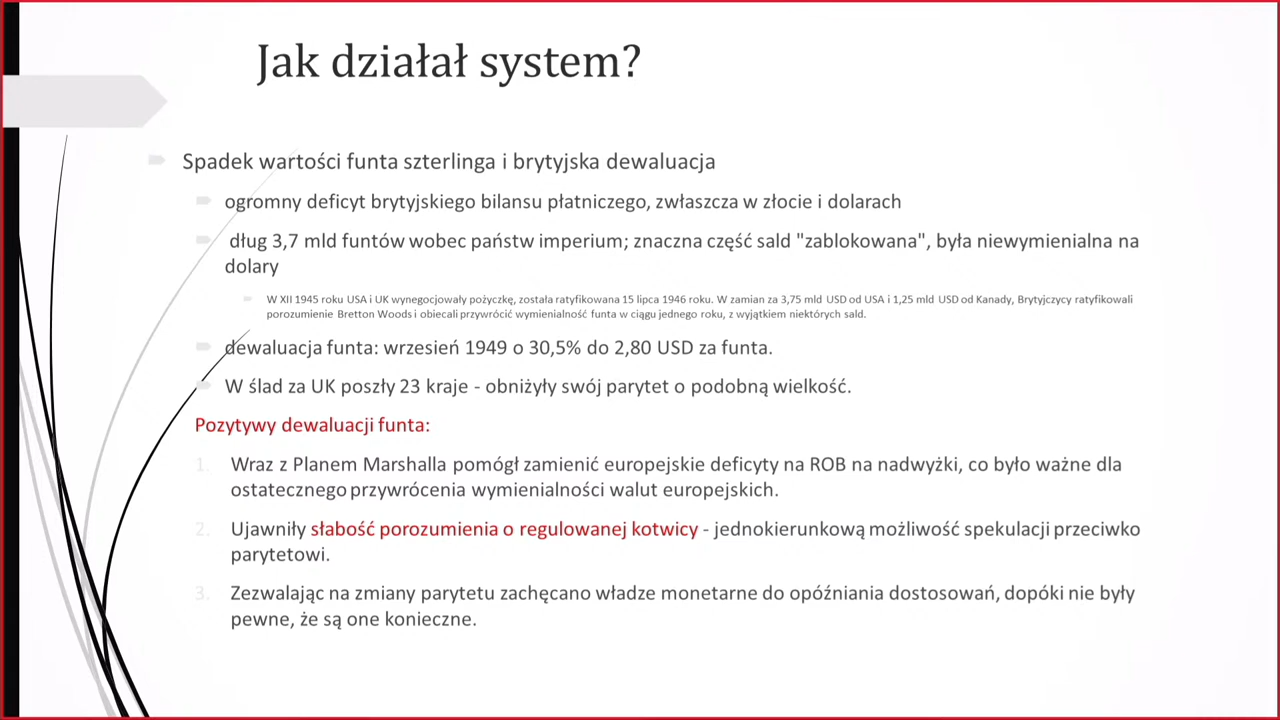 Jak działał system?
Spadek wartości funta szterlinga i brytyjska dewaluacja
ogromny deficyt brytyjskiego bilansu płatniczego, zwłaszcza w złocie i dolarach
dług 3,7 mld funtów wobec państw imperium; znaczna część sald "zablokowana", była niewymienialna na
dolary
W XII 1945 roku USA i UK wynegocjowały pożyczkę, została ratyfikowana 15 lipca 1946 roku. W zamian za 3,75 mld USD od USA i 1,25 mld USD od Kanady, Brytyjczycy ratyfikowali
porozumienie Bretton Woods i obiecali przywrócić wymienialność funta w ciągu jednego roku, z wyjątkiem niektórych sald.
dewaluacja funta: wrzesień 1949 o 30,5% do 2,80 USD za funta.
W ślad za UK poszły 23 kraje - obniżyły swój parytet o podobną wielkość.
Pozytywy dewaluacji funta:
1. Wraz z Planem Marshalla pomógł zamienić europejskie deficyty na ROB na nadwyżki, co było ważne dla
ostatecznego przywrócenia wymienialności walut europejskich.
2. Ujawniły słabość porozumienia o regulowanej kotwicy - jednokierunkową możliwość spekulacji przeciwko
parytetowi.
3. Zezwalając na zmiany parytetu zachęcano władze monetarne do opóźniania dostosowań, dopóki nie były
pewne, że są one konieczne.